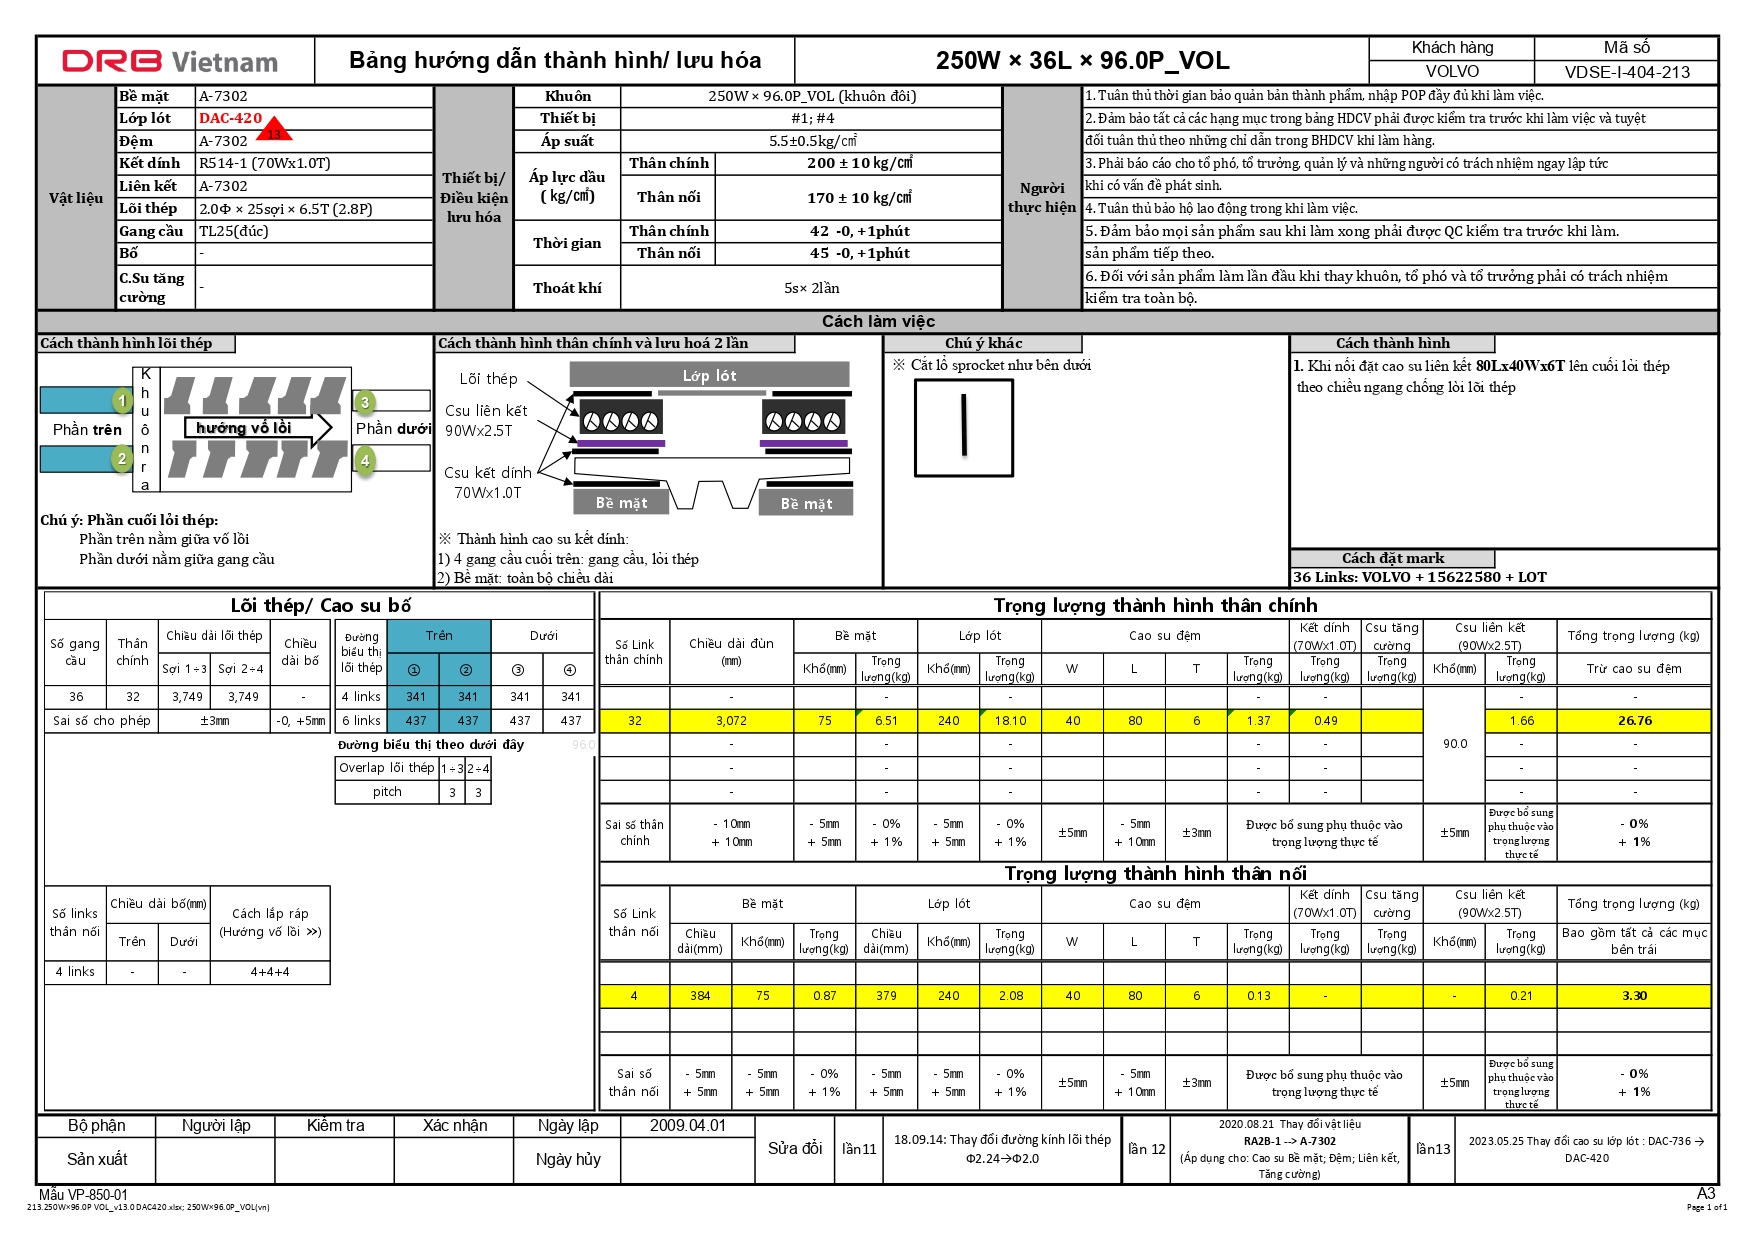 DRB Vietnam
Bảng hướng dẫn thành hình/ lưu hóa
250W × 36L × 96.0P_VOL
Khách hàng
Mã số
VOLVO
VDSE-I-404-213
Vật liệu
Bề mặt A-7302
Lớp lót DAC-420
13
Đệm A-7302
Kết dính R514-1 (70Wx1.0T)
Liên kết A-7302
Lõi thép 2.0Φ × 25sợi × 6.5T (2.8P)
Gang cầu TL25(đúc)
Bố -
C.Su tăng
cường
-
Thiết bị/
Điều kiện
lưu hóa
Khuôn 250W × 96.0P_VOL (khuôn đôi)
Thiết bị #1; #4
Áp suất 5.5±0.5kg/㎠
Áp lực dầu
( kg/㎠)
Thân chính 200 ± 10 kg/㎠
Thân nối 170 ± 10 kg/㎠
Thời gian
Thân chính 42 -0, +1phút
Thân nối 45 -0, +1phút
Thoát khí 5s× 2lần
Người
thực hiện
1. Tuân thủ thời gian bảo quản bản thành phẩm, nhập POP đầy đủ khi làm việc.
2. Đảm bảo tất cả các hạng mục trong bảng HDCV phải được kiểm tra trước khi làm việc và tuyệt
đối tuân thủ theo những chỉ dẫn trong BHDCV khi làm hàng.
3. Phải báo cáo cho tổ phó, tổ trưởng, quản lý và những người có trách nhiệm ngay lập tức
khi có vấn đề phát sinh.
4. Tuân thủ bảo hộ lao động trong khi làm việc.
5. Đảm bảo mọi sản phẩm sau khi làm xong phải được QC kiểm tra trước khi làm.
sản phẩm tiếp theo.
6. Đối với sản phẩm làm lần đầu khi thay khuôn, tổ phó và tổ trưởng phải có trách nhiệm
kiểm tra toàn bộ.
Cách làm việc
Cách thành hình lõi thép
Khuôn ra
1
2
3
4
Phần trên
hướng vố lồi
Phần dưới
Chú ý: Phần cuối lỏi thép:
Phần trên nằm giữa vố lồi
Phần dưới nằm giữa gang cầu
Cách thành hình thân chính và lưu hoá 2 lần
Lõi thép
Csu liên kết
90Wx2.5T
Csu kết dính
70Wx1.0T
Lớp lót
Bề mặt
Bề mặt
※ Thành hình cao su kết dính:
1) 4 gang cầu cuối trên: gang cầu, lỏi thép
2) Bề mặt: toàn bộ chiều dài
Chú ý khác
※ Cắt lổ sprocket như bên dưới
Cách thành hình
1. Khi nối đặt cao su liên kết 80Lx40Wx6T lên cuối lỏi thép
theo chiều ngang chống lòi lõi thép
Cách đặt mark
36 Links: VOLVO + 15622580 + LOT
Lõi thép/ Cao su bố
Số gang
cầu
Thân
chính
Chiều dài lõi thép
Sợi 1÷3 Sợi 2÷4
Chiều
dài bố
36 32 3,749 3,749 -
Sai số cho phép ±3mm -0, +5mm
Đường
biểu thị
lõi thép
Trên Dưới
① ② ③ ④
4 links 341 341 341 341
6 links 437 437 437 437
Đường biểu thị theo dưới đây 96.0
Overlap lõi thép 1÷3 2÷4
pitch 3 3
Số links
thân nối
Chiều dài bố(mm)
Trên Dưới
Cách lắp ráp
(Hướng vố lồi »)
4 links - - 4+4+4
Trọng lượng thành hình thân chính
Số Link
thân chính
Chiều dài đùn
(mm)
Bề mặt Lớp lót Cao su đệm
Kết dính
(70Wx1.0T)
Csu tăng
cường
Csu liên kết
(90Wx2.5T)
Tổng trọng lượng (kg)
Khổ(mm) Trọng
lượng(kg)
Khổ(mm) Trọng
lượng(kg)
W L T Trọng
lượng(kg)
Trọng
lượng(kg)
Trọng
lượng(kg)
Khổ(mm) Trọng
lượng(kg)
Trừ cao su đệm
- - - - - -
32 3,072 75 6.51 240 18.10 40 80 6 1.37 0.49 1.66 26.76
- - - 90.0 - -
- - - - -
- - - - -
Sai số thân
chính
- 10mm
+ 10mm
- 5mm
+ 5mm
- 0%
+ 1%
- 5mm
+ 5mm
- 0%
+ 1%
±5mm
- 5mm
+ 10mm
±3mm
Được bổ sung phụ thuộc vào
trọng lượng thực tế
±5mm
Được bổ sung
phụ thuộc vào
trọng lượng
thực tế
- 0%
+ 1%
Trọng lượng thành hình thân nối
Số Link
thân nối
Bề mặt Lớp lót Cao su đệm
Kết dính
(70Wx1.0T)
Csu tăng
cường
Csu liên kết
(90Wx2.5T)
Tổng trọng lượng (kg)
Chiều
dài(mm)
Khổ(mm) Trọng
lượng(kg)
Chiều
dài(mm)
Khổ(mm) Trọng
lượng(kg)
W L T Trọng
lượng(kg)
Trọng
lượng(kg)
Trọng
lượng(kg)
Khổ(mm) Trọng
lượng(kg)
Bao gồm tất cả các mục
bên trái
4 384 75 0.87 379 240 2.08 40 80 6 0.13 - - 0.21 3.30
Sai số
thân nối
- 5mm
+ 5mm
- 5mm
+ 5mm
- 0%
+ 1%
- 5mm
+ 5mm
- 5mm
+ 5mm
- 0%
+ 1%
±5mm
- 5mm
+ 10mm
±3mm
Được bổ sung phụ thuộc vào
trọng lượng thực tế
±5mm
Được bổ sung
phụ thuộc vào
trọng lượng
thực tế
- 0%
+ 1%
Bộ phận Người lập Kiểm tra Xác nhận Ngày lập 2009.04.01
Sản xuất Ngày hủy
Sửa đổi
lần11
18.09.14: Thay đổi đường kính lõi thép
Φ2.24→Φ2.0
lần 12
2020.08.21 Thay đổi vật liệu
RA2B-1 --> A-7302
(Áp dụng cho: Cao su Bề mặt; Đệm; Liên kết,
Tăng cường)
lần13
2023.05.25 Thay đổi cao su lớp lót : DAC-736 →
DAC-420
Mẫu VP-850-01
A3
213.250W×96.0P VOL_v13.0 DAC420.xlsx; 250W×96.0P_VOL(vn)
Page 1 of 1